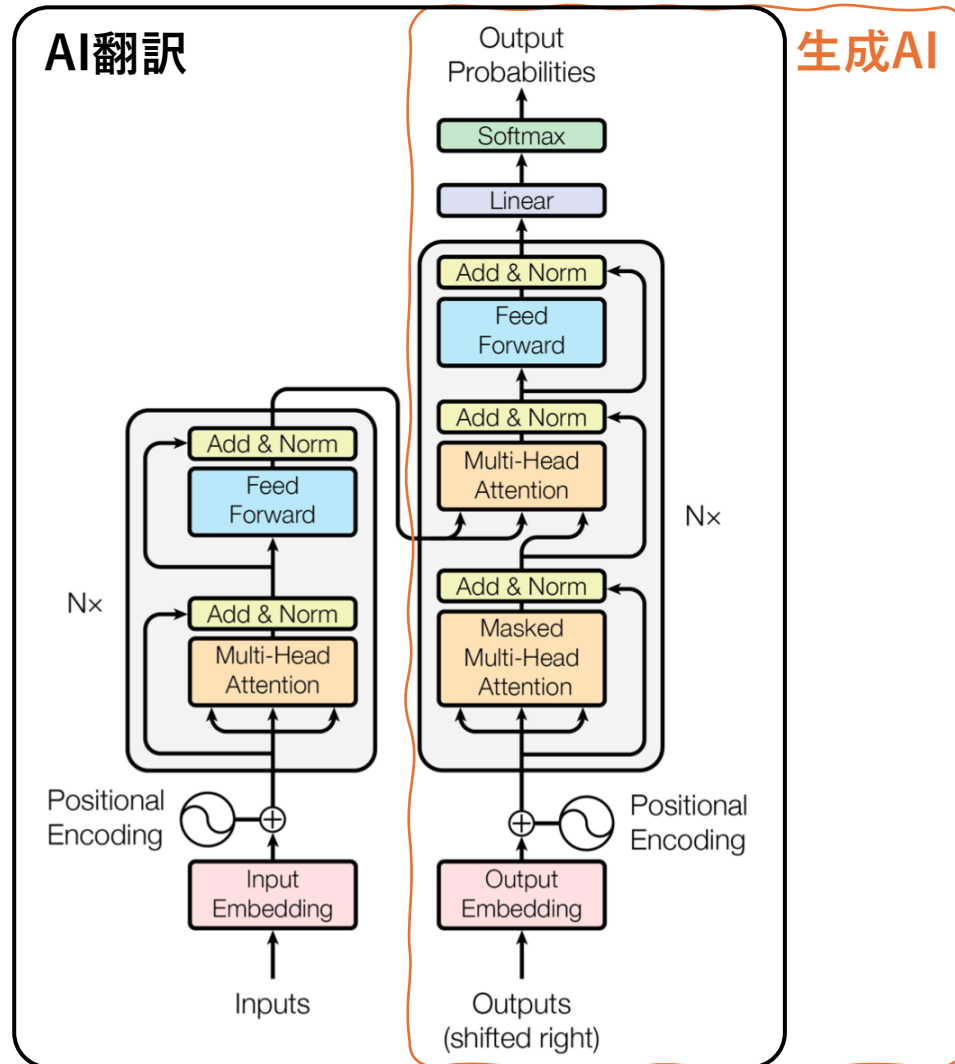 AI翻訳
生成AI
Output
Probabilities
Softmax
Linear
Add & Norm
Feed
Forward
Add & Norm
Multi-Head
Attention
N×
Add & Norm
Masked
Multi-Head
Attention
Positional
Encoding
Output
Embedding
Outputs
(shifted right)
Add & Norm
Feed
Forward
N×
Add & Norm
Multi-Head
Attention
Positional
Encoding
Input
Embedding
Inputs